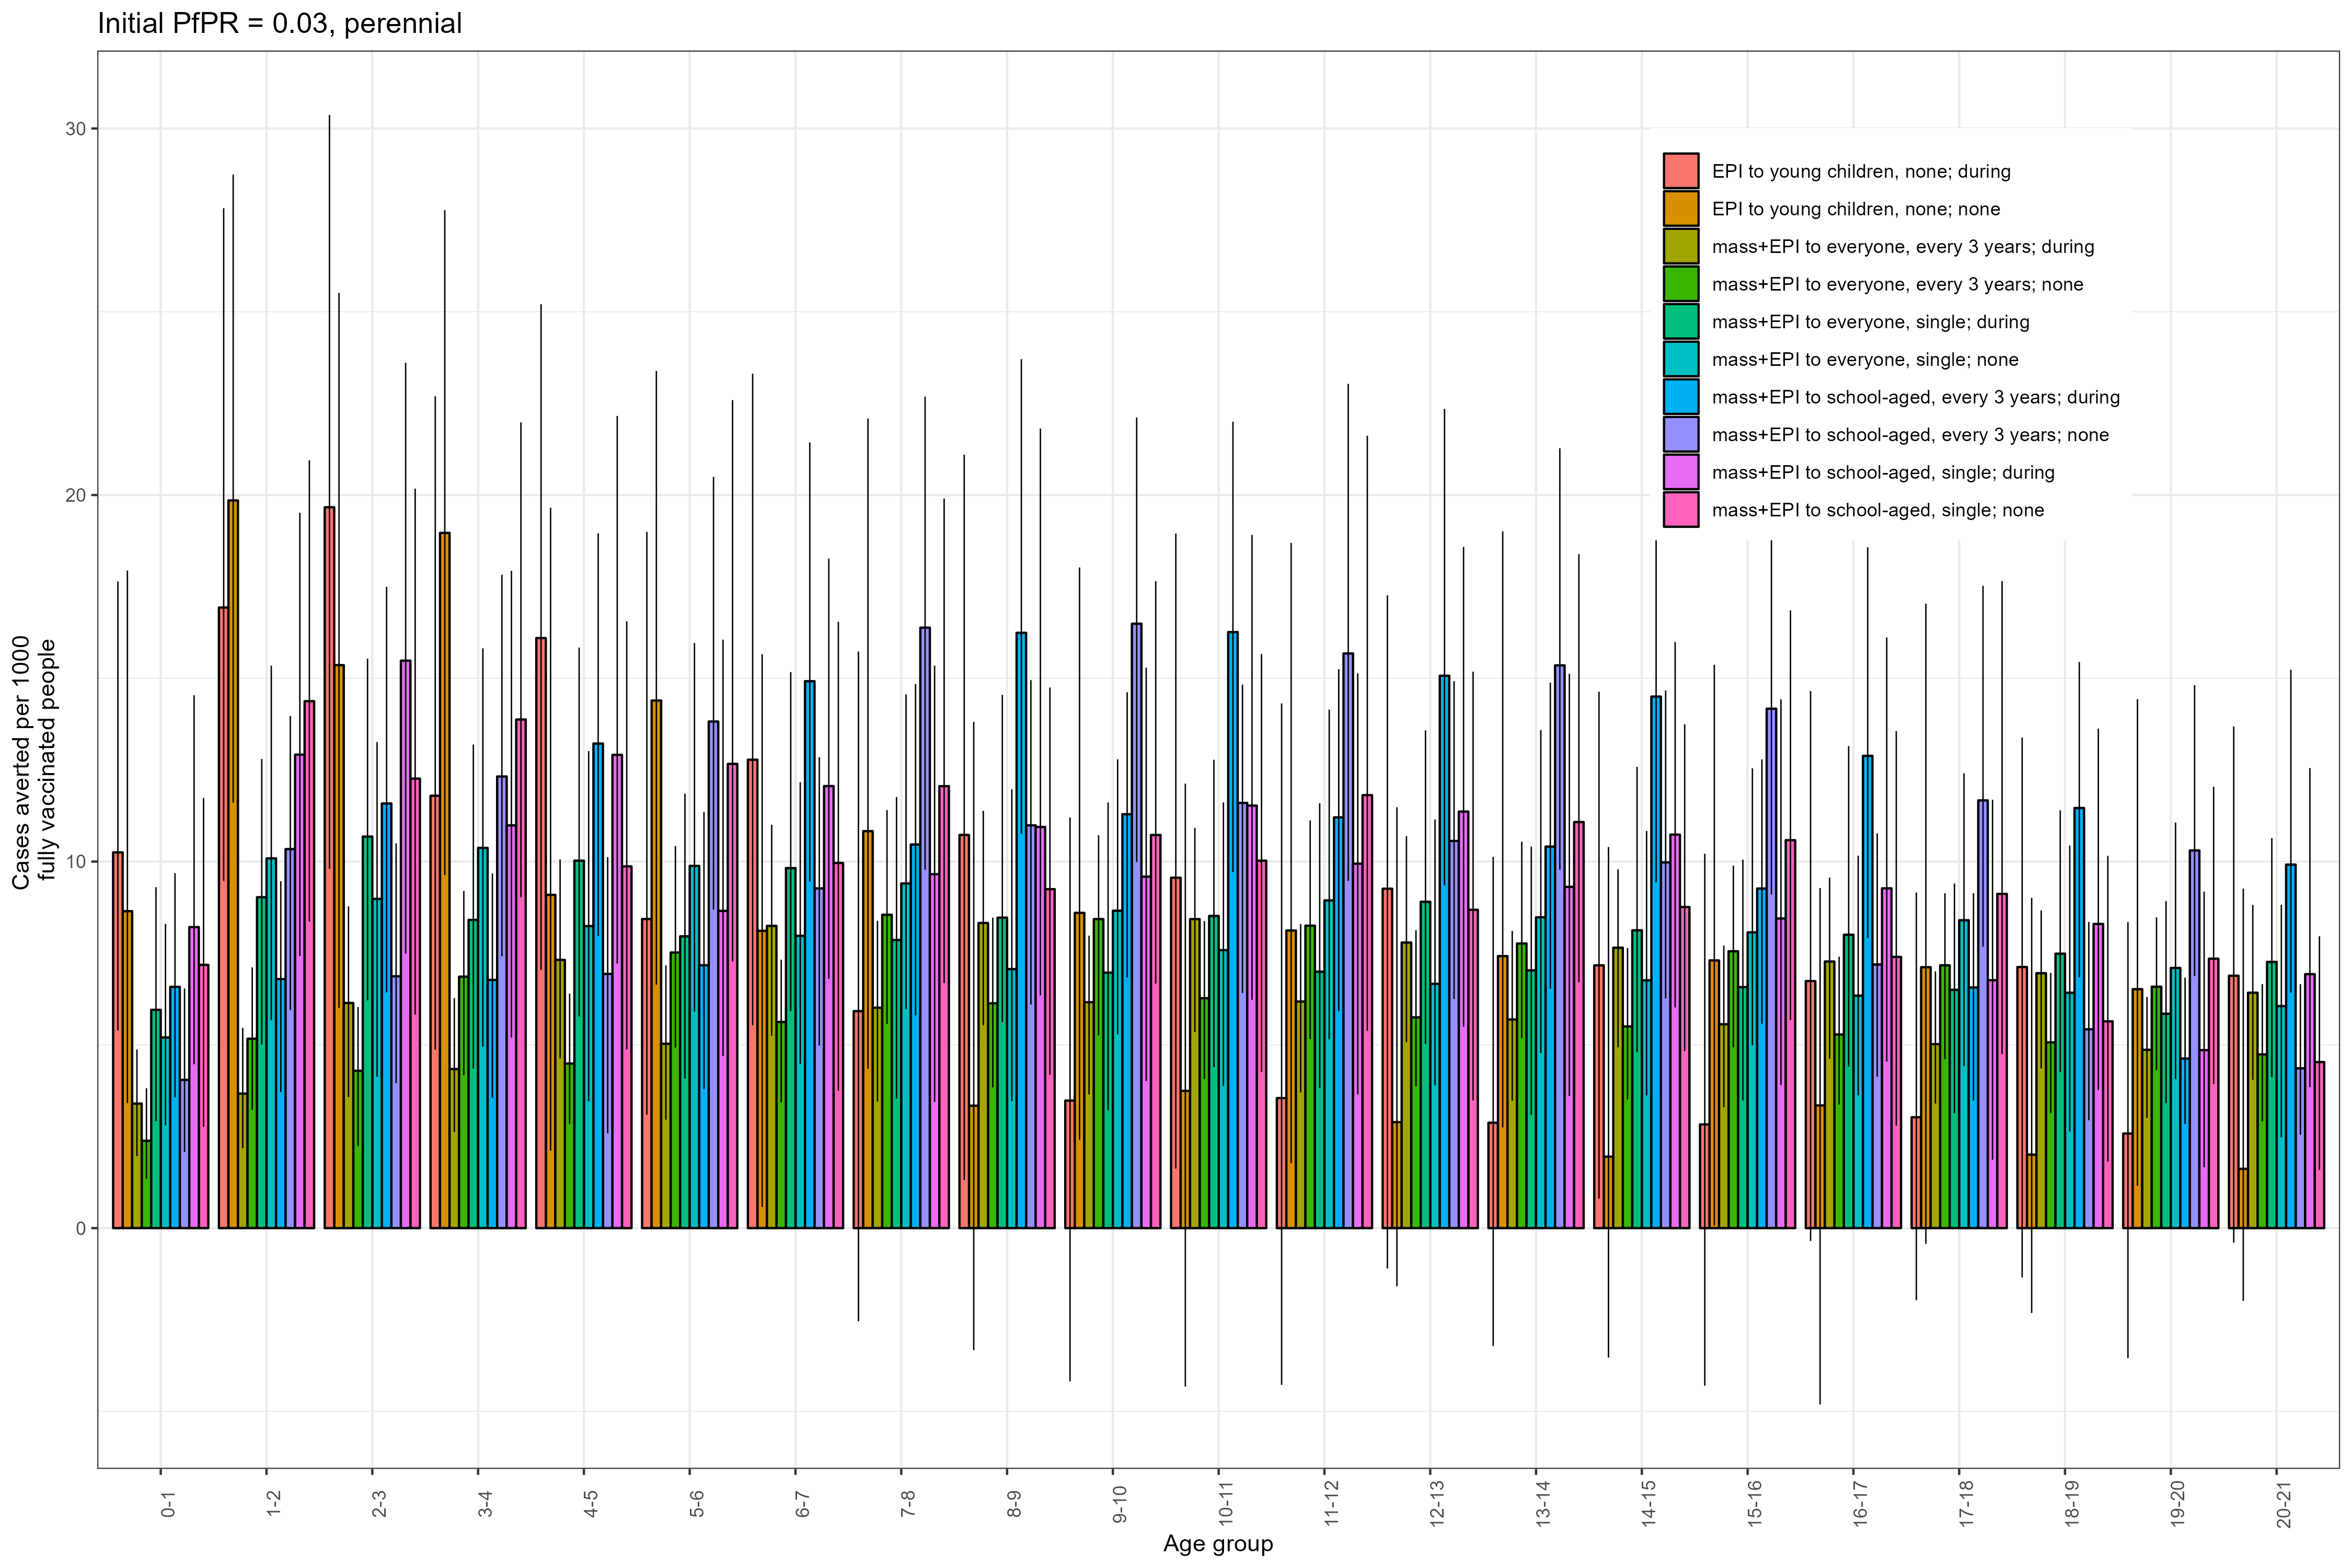 Initial PfPR = 0.03, perennial
Cases averted per 1000
fully vaccinated people
30
20
10
0
EPI to young children, none; during
EPI to young children, none; none
mass+EPI to everyone, every 3 years; during
mass+EPI to everyone, every 3 years; none
mass+EPI to everyone, single; during
mass+EPI to everyone, single; none
mass+EPI to school-aged, every 3 years; during
mass+EPI to school-aged, every 3 years; none
mass+EPI to school-aged, single; during
mass+EPI to school-aged, single; none
0-1
1-2
2-3
3-4
4-5
5-6
6-7
7-8
8-9
9-10
10-11
11-12
12-13
13-14
14-15
15-16
16-17
17-18
18-19
19-20
20-21
Age group